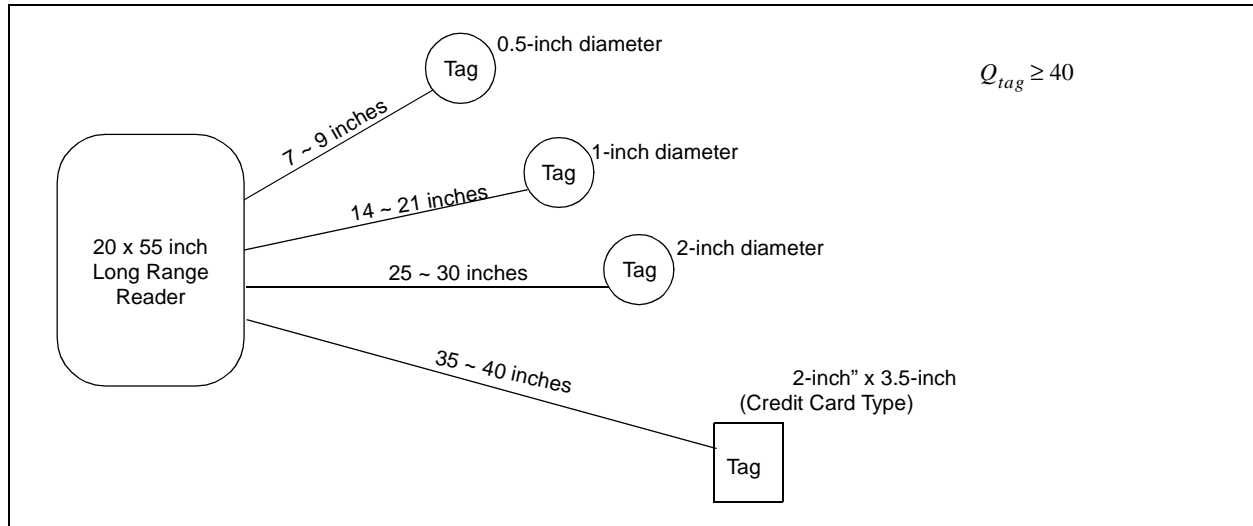 0.5-inch diameter
Tag
Q_tag ≥ 40
7 ~ 9 inches
1-inch diameter
Tag
14 ~ 21 inches
20 x 55 inch
Long Range
Reader
2-inch diameter
Tag
25 ~ 30 inches
35 ~ 40 inches
2-inch” x 3.5-inch
(Credit Card Type)
Tag